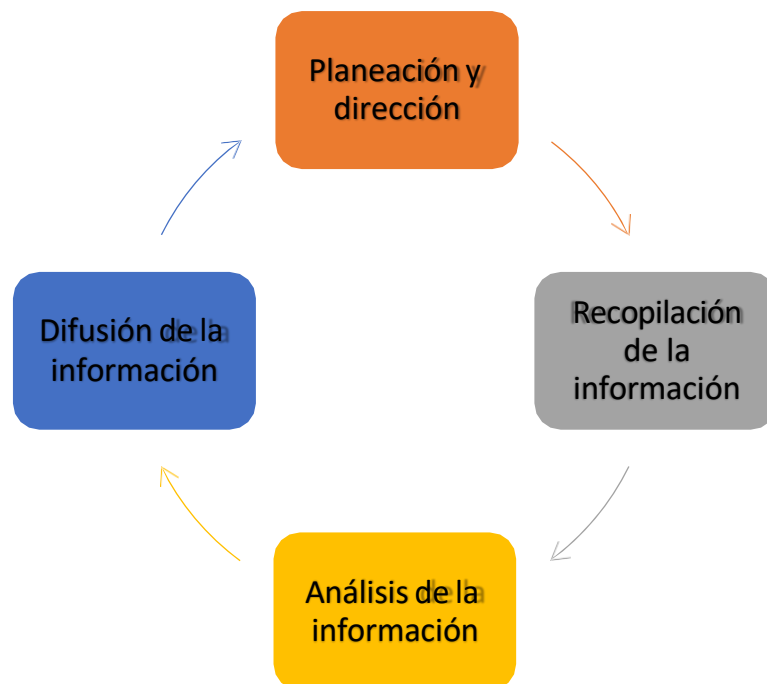 Planeación y
dirección
Recopilación
de la
información
Análisis de la
información
Difusión de la
información